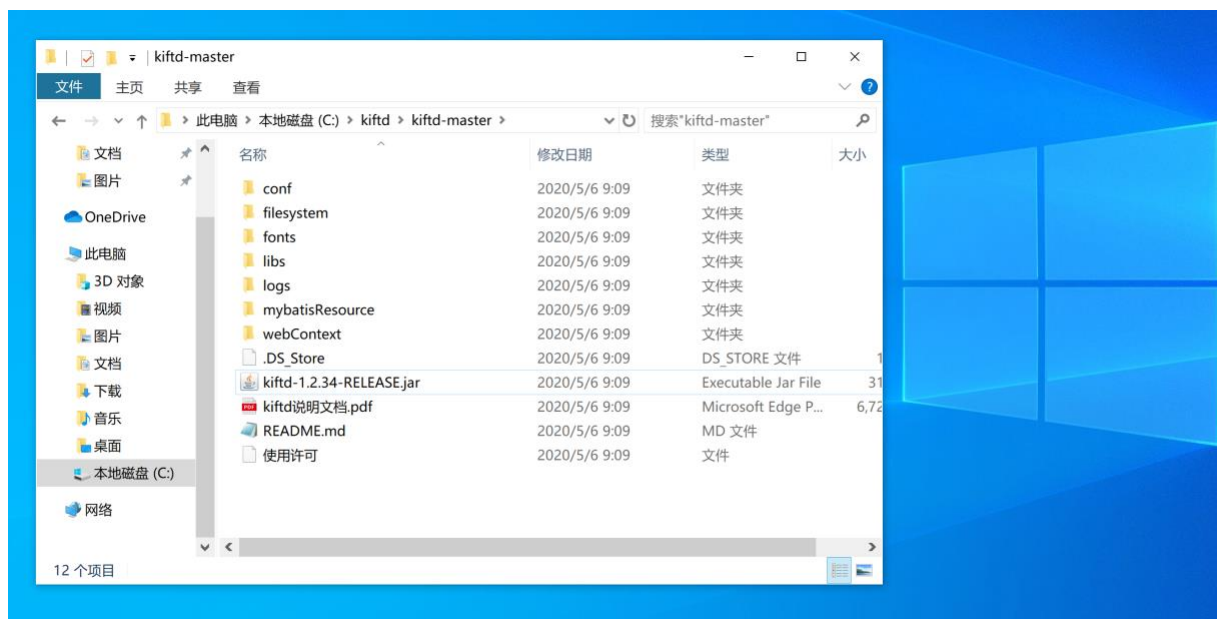 kiftd-master
文件 主页 共享 查看
此电脑 > 本地磁盘 (C:) > kiftd > kiftd-master > 搜索"kiftd-master"
文档
图片
OneDrive
此电脑
3D 对象
视频
图片
文档
下载
音乐
桌面
本地磁盘 (C:)
网络
名称 修改日期 类型 大小
conf 2020/5/6 9:09 文件夹
filesystem 2020/5/6 9:09 文件夹
fonts 2020/5/6 9:09 文件夹
libs 2020/5/6 9:09 文件夹
logs 2020/5/6 9:09 文件夹
mybatisResource 2020/5/6 9:09 文件夹
webContext 2020/5/6 9:09 文件夹
.DS_Store 2020/5/6 9:09 DS_STORE 文件 1
kiftd-1.2.34-RELEASE.jar 2020/5/6 9:09 Executable Jar File 31
kiftd说明文档.pdf 2020/5/6 9:09 Microsoft Edge P... 6,72
README.md 2020/5/6 9:09 MD 文件
使用许可 2020/5/6 9:09 文件
12 个项目